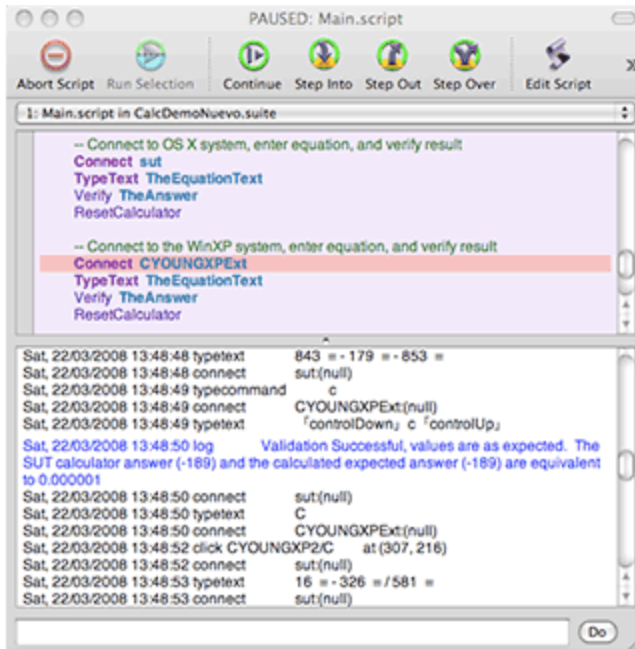 PAUSED: Main.script
Abort Script Run Selection Continue Step Into Step Out Step Over Edit Script
1: Main.script in CalcDemoNuevo.suite
-- Connect to OS X system, enter equation, and verify result
Connect sut
TypeText TheEquationText
Verify TheAnswer
ResetCalculator
-- Connect to the WinXP system, enter equation, and verify result
Connect CYOUNGXPExt
TypeText TheEquationText
Verify TheAnswer
ResetCalculator
Sat, 22/03/2008 13:48:48 typetext 843 = - 179 = - 853 =
Sat, 22/03/2008 13:48:48 connect sut:(null)
Sat, 22/03/2008 13:48:49 typecommand c
Sat, 22/03/2008 13:48:49 connect CYOUNGXPExt:(null)
Sat, 22/03/2008 13:48:49 typetext 「controlDown」 c 「controlUp」
Sat, 22/03/2008 13:48:50 log Validation Successful, values are as expected. The
SUT calculator answer (-189) and the calculated expected answer (-189) are equivalent
to 0.000001
Sat, 22/03/2008 13:48:50 connect sut:(null)
Sat, 22/03/2008 13:48:50 typetext C
Sat, 22/03/2008 13:48:50 connect CYOUNGXPExt:(null)
Sat, 22/03/2008 13:48:52 click CYOUNGXP2/C at (307, 216)
Sat, 22/03/2008 13:48:52 connect sut:(null)
Sat, 22/03/2008 13:48:53 typetext 16 = - 326 = / 581 =
Sat, 22/03/2008 13:48:53 connect sut:(null)
Do